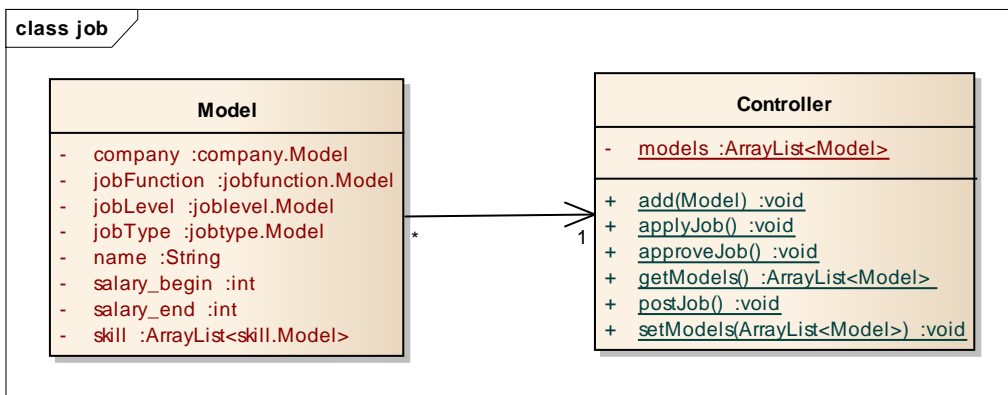 class job
Model
- company :company.Model
- jobFunction :jobfunction.Model
- jobLevel :joblevel.Model
- jobType :jobtype.Model
- name :String
- salary_begin :int
- salary_end :int
- skill :ArrayList<skill.Model>
*
1
Controller
- models :ArrayList<Model>
+ add(Model) :void
+ applyJob() :void
+ approveJob() :void
+ getModels() :ArrayList<Model>
+ postJob() :void
+ setModels(ArrayList<Model>) :void